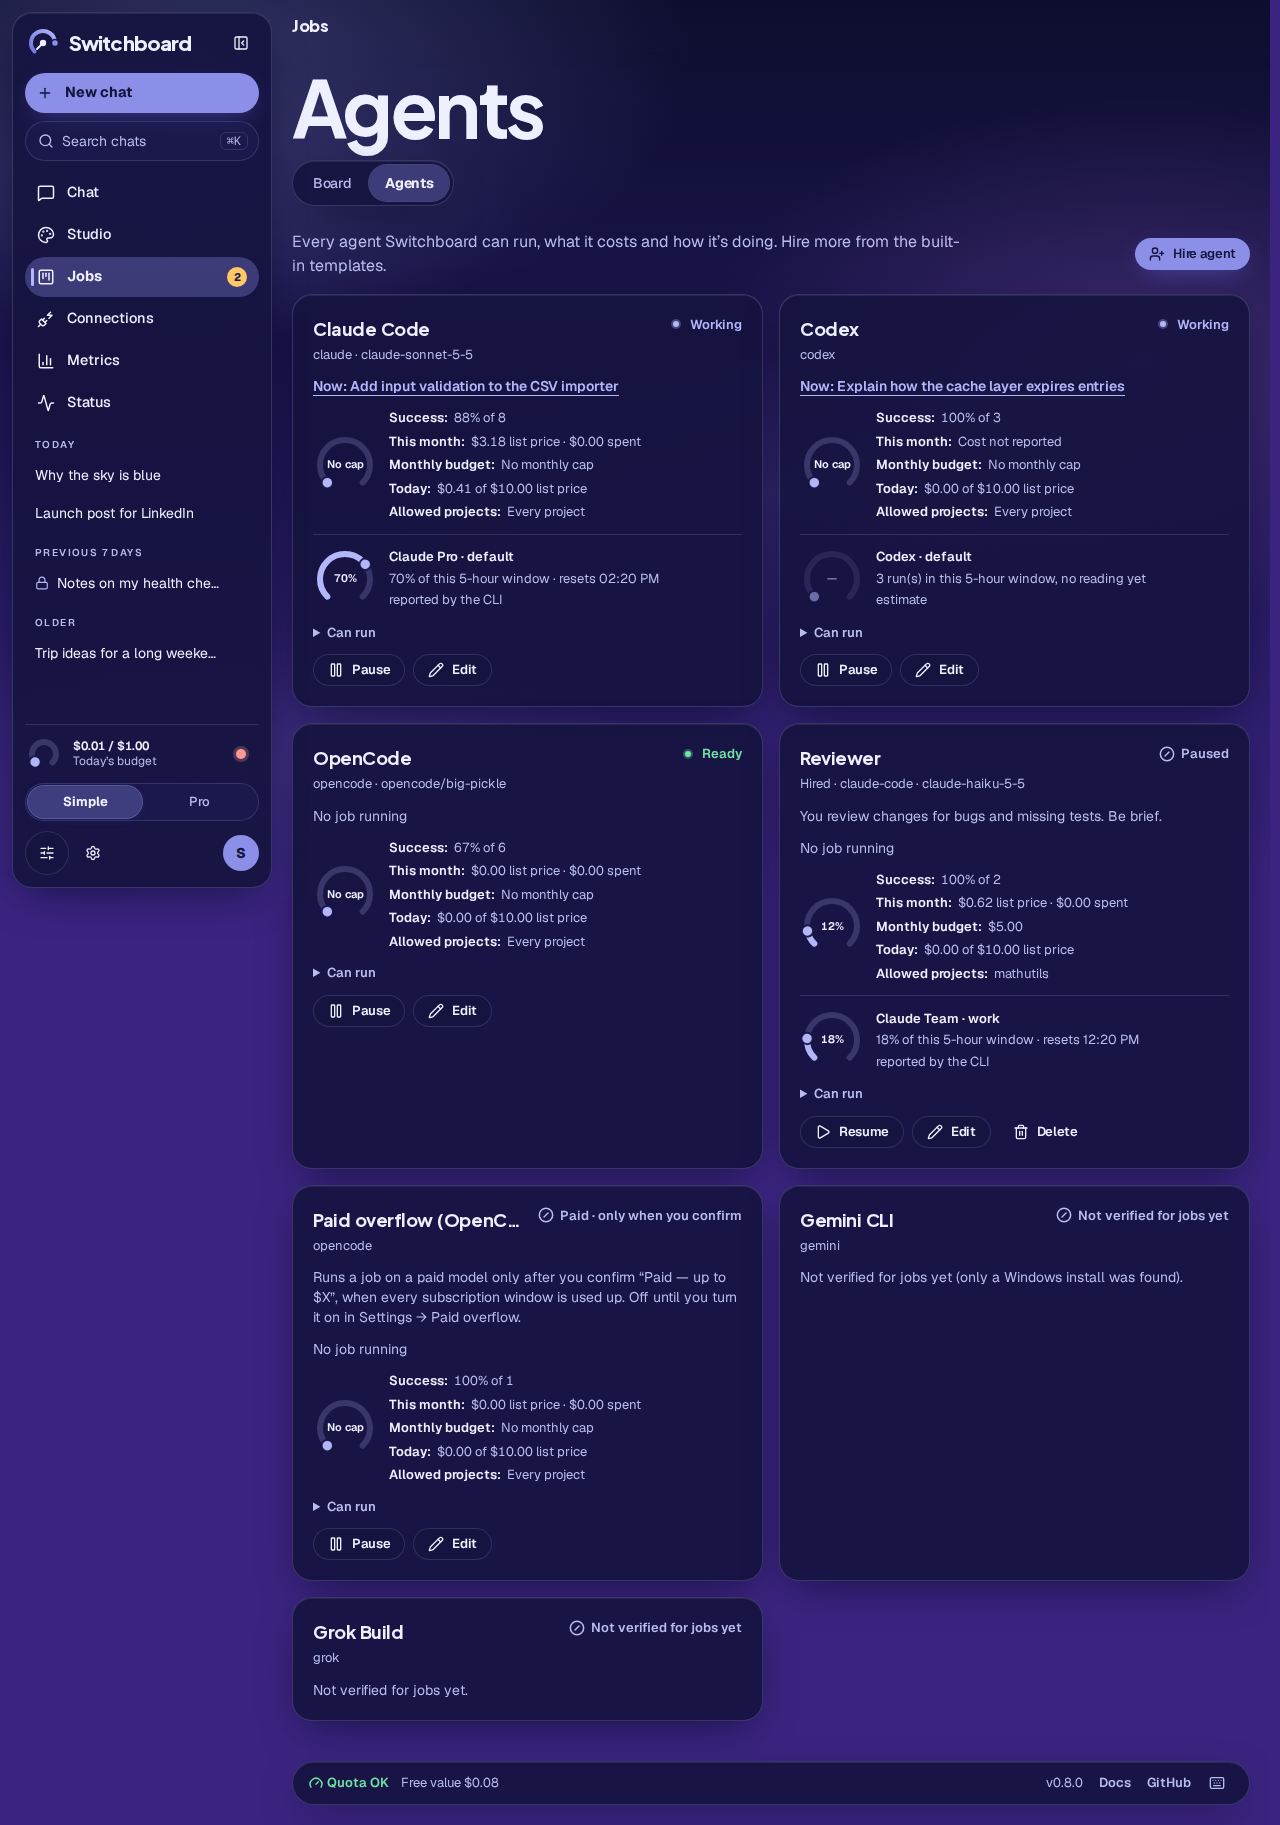 Switchboard
New chat
Search chats
⌘K
Chat
Studio
Jobs
2
Connections
Metrics
Status
TODAY
Why the sky is blue
Launch post for LinkedIn
PREVIOUS 7 DAYS
Notes on my health che...
OLDER
Trip ideas for a long weeke...
$0.01 / $1.00
Today's budget
Simple
Pro
S
Jobs
Agents
Board
Agents
Every agent Switchboard can run, what it costs and how it's doing. Hire more from the built-
in templates.
Hire agent
Claude Code
Working
claude · claude-sonnet-5-5
Now: Add input validation to the CSV importer
No cap
Success: 88% of 8
This month: $3.18 list price · $0.00 spent
Monthly budget: No monthly cap
Today: $0.41 of $10.00 list price
Allowed projects: Every project
70%
Claude Pro · default
70% of this 5-hour window · resets 02:20 PM
reported by the CLI
Can run
Pause
Edit
Codex
Working
codex
Now: Explain how the cache layer expires entries
No cap
Success: 100% of 3
This month: Cost not reported
Monthly budget: No monthly cap
Today: $0.00 of $10.00 list price
Allowed projects: Every project
—
Codex · default
3 run(s) in this 5-hour window, no reading yet
estimate
Can run
Pause
Edit
OpenCode
Ready
opencode · opencode/big-pickle
No job running
No cap
Success: 67% of 6
This month: $0.00 list price · $0.00 spent
Monthly budget: No monthly cap
Today: $0.00 of $10.00 list price
Allowed projects: Every project
Can run
Pause
Edit
Reviewer
Paused
Hired · claude-code · claude-haiku-5-5
You review changes for bugs and missing tests. Be brief.
No job running
12%
Success: 100% of 2
This month: $0.62 list price · $0.00 spent
Monthly budget: $5.00
Today: $0.00 of $10.00 list price
Allowed projects: mathutils
18%
Claude Team · work
18% of this 5-hour window · resets 12:20 PM
reported by the CLI
Can run
Resume
Edit
Delete
Paid overflow (OpenC...
Paid · only when you confirm
opencode
Runs a job on a paid model only after you confirm “Paid — up to
$X”, when every subscription window is used up. Off until you turn
it on in Settings → Paid overflow.
No job running
No cap
Success: 100% of 1
This month: $0.00 list price · $0.00 spent
Monthly budget: No monthly cap
Today: $0.00 of $10.00 list price
Allowed projects: Every project
Can run
Pause
Edit
Gemini CLI
Not verified for jobs yet
gemini
Not verified for jobs yet (only a Windows install was found).
Grok Build
Not verified for jobs yet
grok
Not verified for jobs yet.
Quota OK
Free value $0.08
v0.8.0
Docs
GitHub